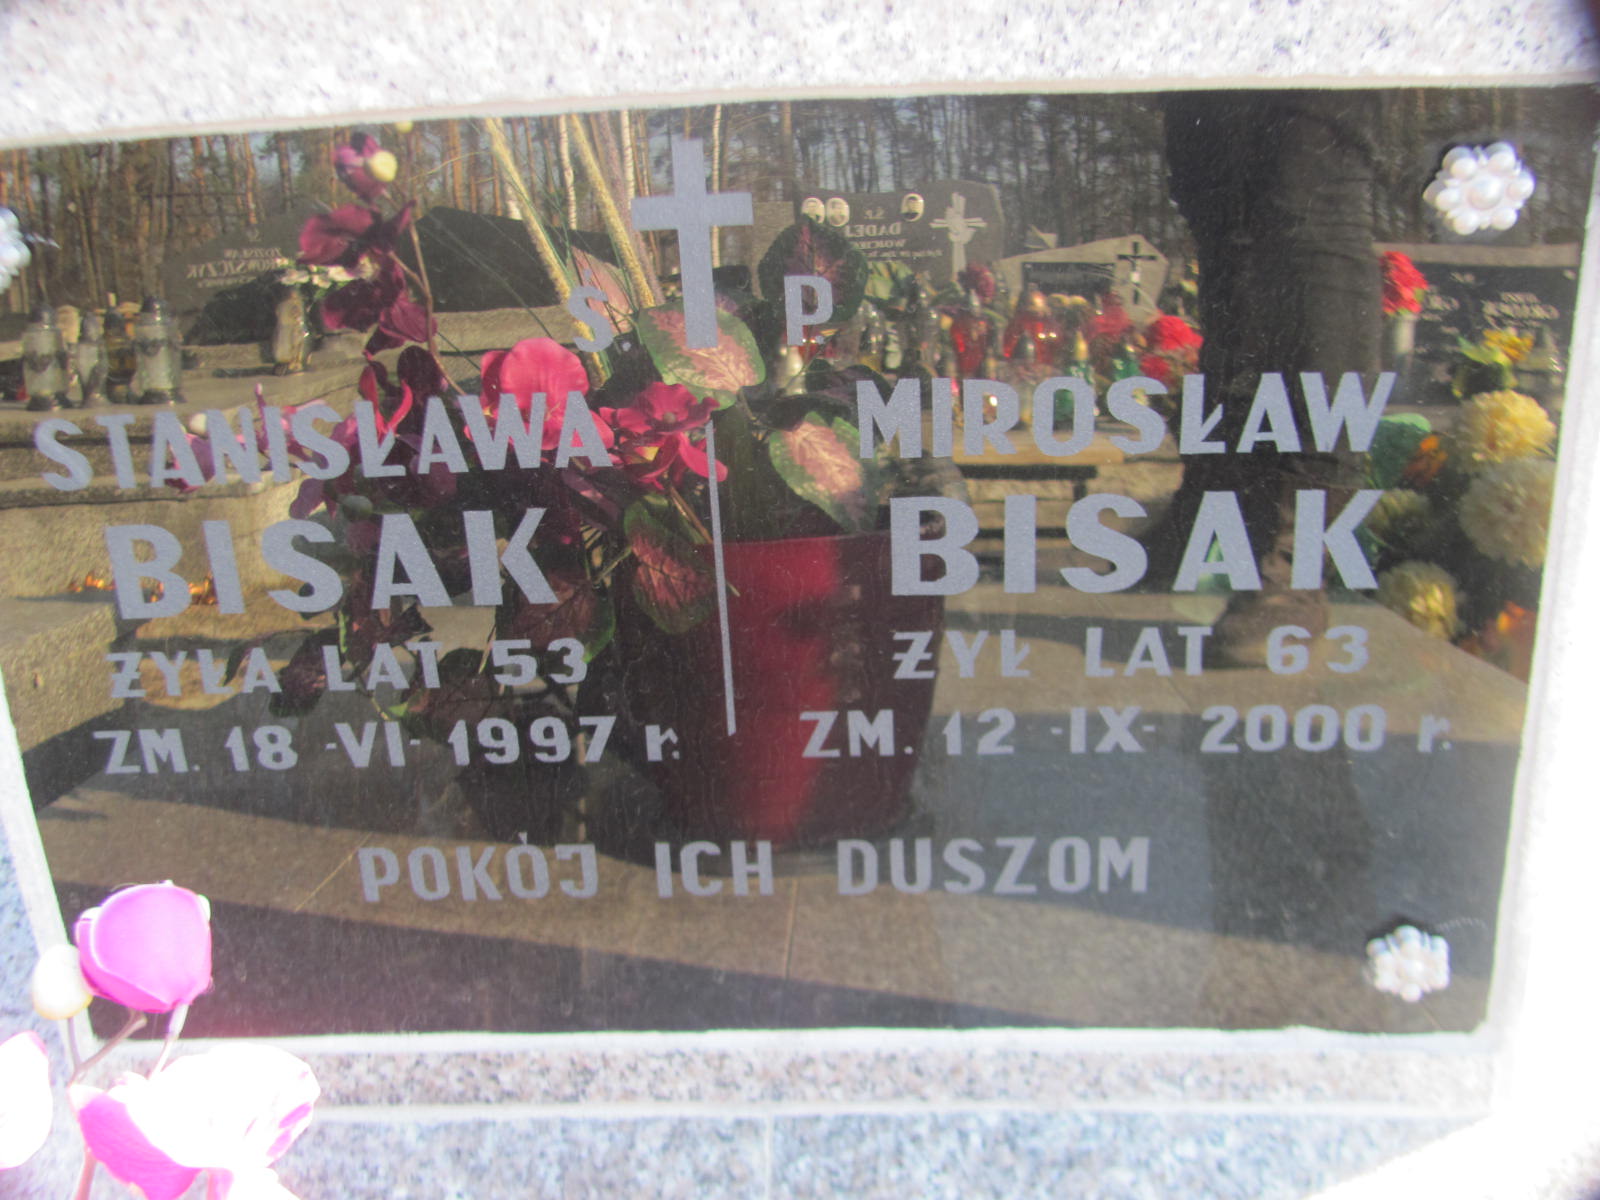 Ś. P.
STANISŁAWA
BISAK
ŻYŁA LAT 53
ZM. 18 -VI- 1997 r.
MIROSŁAW
BISAK
ŻYŁ LAT 63
ZM. 12 -IX- 2000 r.
POKÓJ ICH DUSZOM
DADEJ